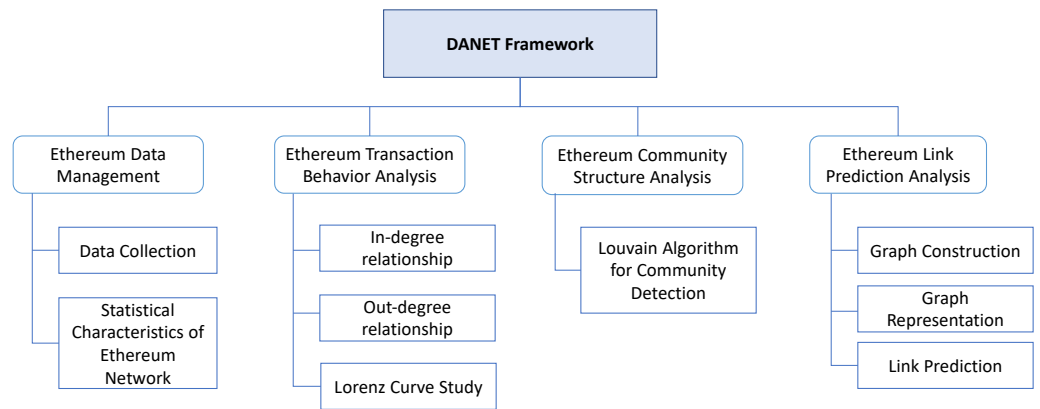 DANET Framework
Ethereum Data
Management
Ethereum Transaction
Behavior Analysis
Ethereum Community
Structure Analysis
Ethereum Link
Prediction Analysis
Data Collection
Statistical
Characteristics of
Ethereum
Network
In-degree
relationship
Out-degree
relationship
Lorenz Curve Study
Louvain Algorithm
for Community
Detection
Graph Construction
Graph
Representation
Link Prediction